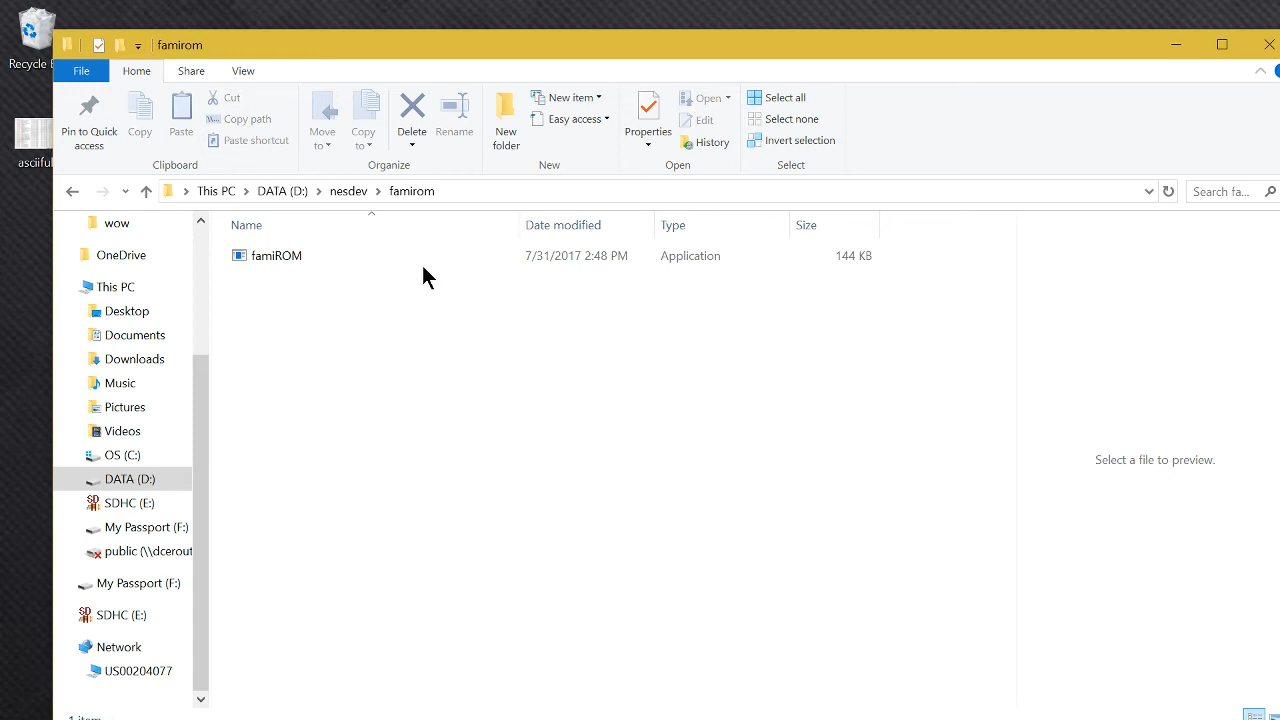 famirom
Recycle
File Home Share View
Pin to Quick access
Copy
Paste
Cut
Copy path
Paste shortcut
Clipboard
Move to
Copy to
Delete
Rename
Organize
New folder
New item
Easy access
New
Properties
Open
Edit
History
Open
Select all
Select none
Invert selection
Select
asciiful
This PC > DATA (D:) > nesdev > famirom
Search fa...
Name Date modified Type Size
famiROM 7/31/2017 2:48 PM Application 144 KB
wow
OneDrive
This PC
Desktop
Documents
Downloads
Music
Pictures
Videos
OS (C:)
DATA (D:)
SDHC (E:)
My Passport (F:)
public (\\dcerout
My Passport (F:)
SDHC (E:)
Network
US00204077
Select a file to preview.
1 item